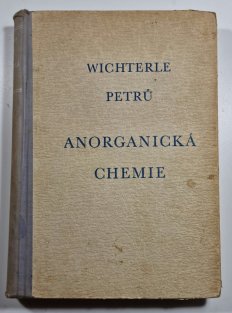 WICHTERLE
PETRŮ
ANORGANICKÁ
CHEMIE